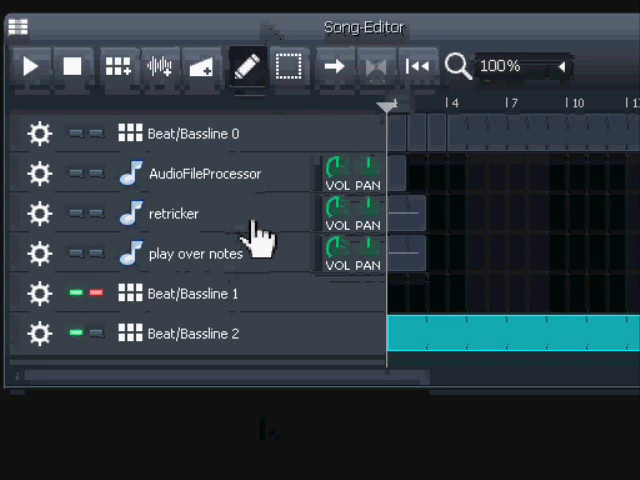 Song-Editor
100%
1 4 7 10
Beat/Bassline 0
AudioFileProcessor VOL PAN
retricker VOL PAN
play over notes VOL PAN
Beat/Bassline 1
Beat/Bassline 2